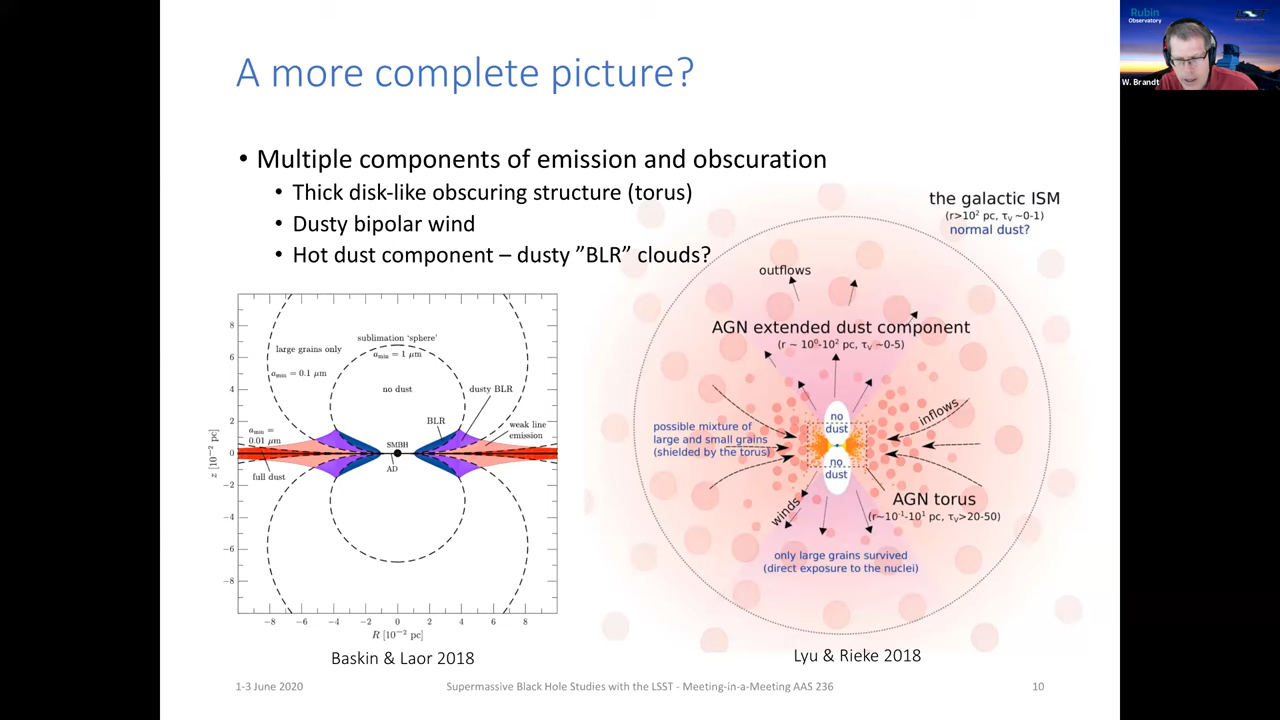 Rubin
Observatory
LSST
W. Brandt
A more complete picture?
• Multiple components of emission and obscuration
• Thick disk-like obscuring structure (torus)
• Dusty bipolar wind
• Hot dust component – dusty ”BLR” clouds?
8
6
4
2
0
−2
−4
−6
−8
z [10⁻² pc]
sublimation ‘sphere’
large grains only
a_min = 1 μm
a_min = 0.1 μm
no dust
dusty BLR
BLR
weak line
emission
a_min =
0.01 μm
SMBH
AD
full dust
−8 −6 −4 −2 0 2 4 6 8
R [10⁻² pc]
Baskin & Laor 2018
the galactic ISM
(r>10² pc, τ_V ~0-1)
normal dust?
outflows
AGN extended dust component
(r ~ 10⁰-10² pc, τ_V ~0-5)
no
dust
inflows
possible mixture of
large and small grains
(shielded by the torus)
no
dust
AGN torus
(r~10⁻¹-10¹ pc, τ_V>20-50)
winds
only large grains survived
(direct exposure to the nuclei)
Lyu & Rieke 2018
1-3 June 2020
Supermassive Black Hole Studies with the LSST - Meeting-in-a-Meeting AAS 236
10